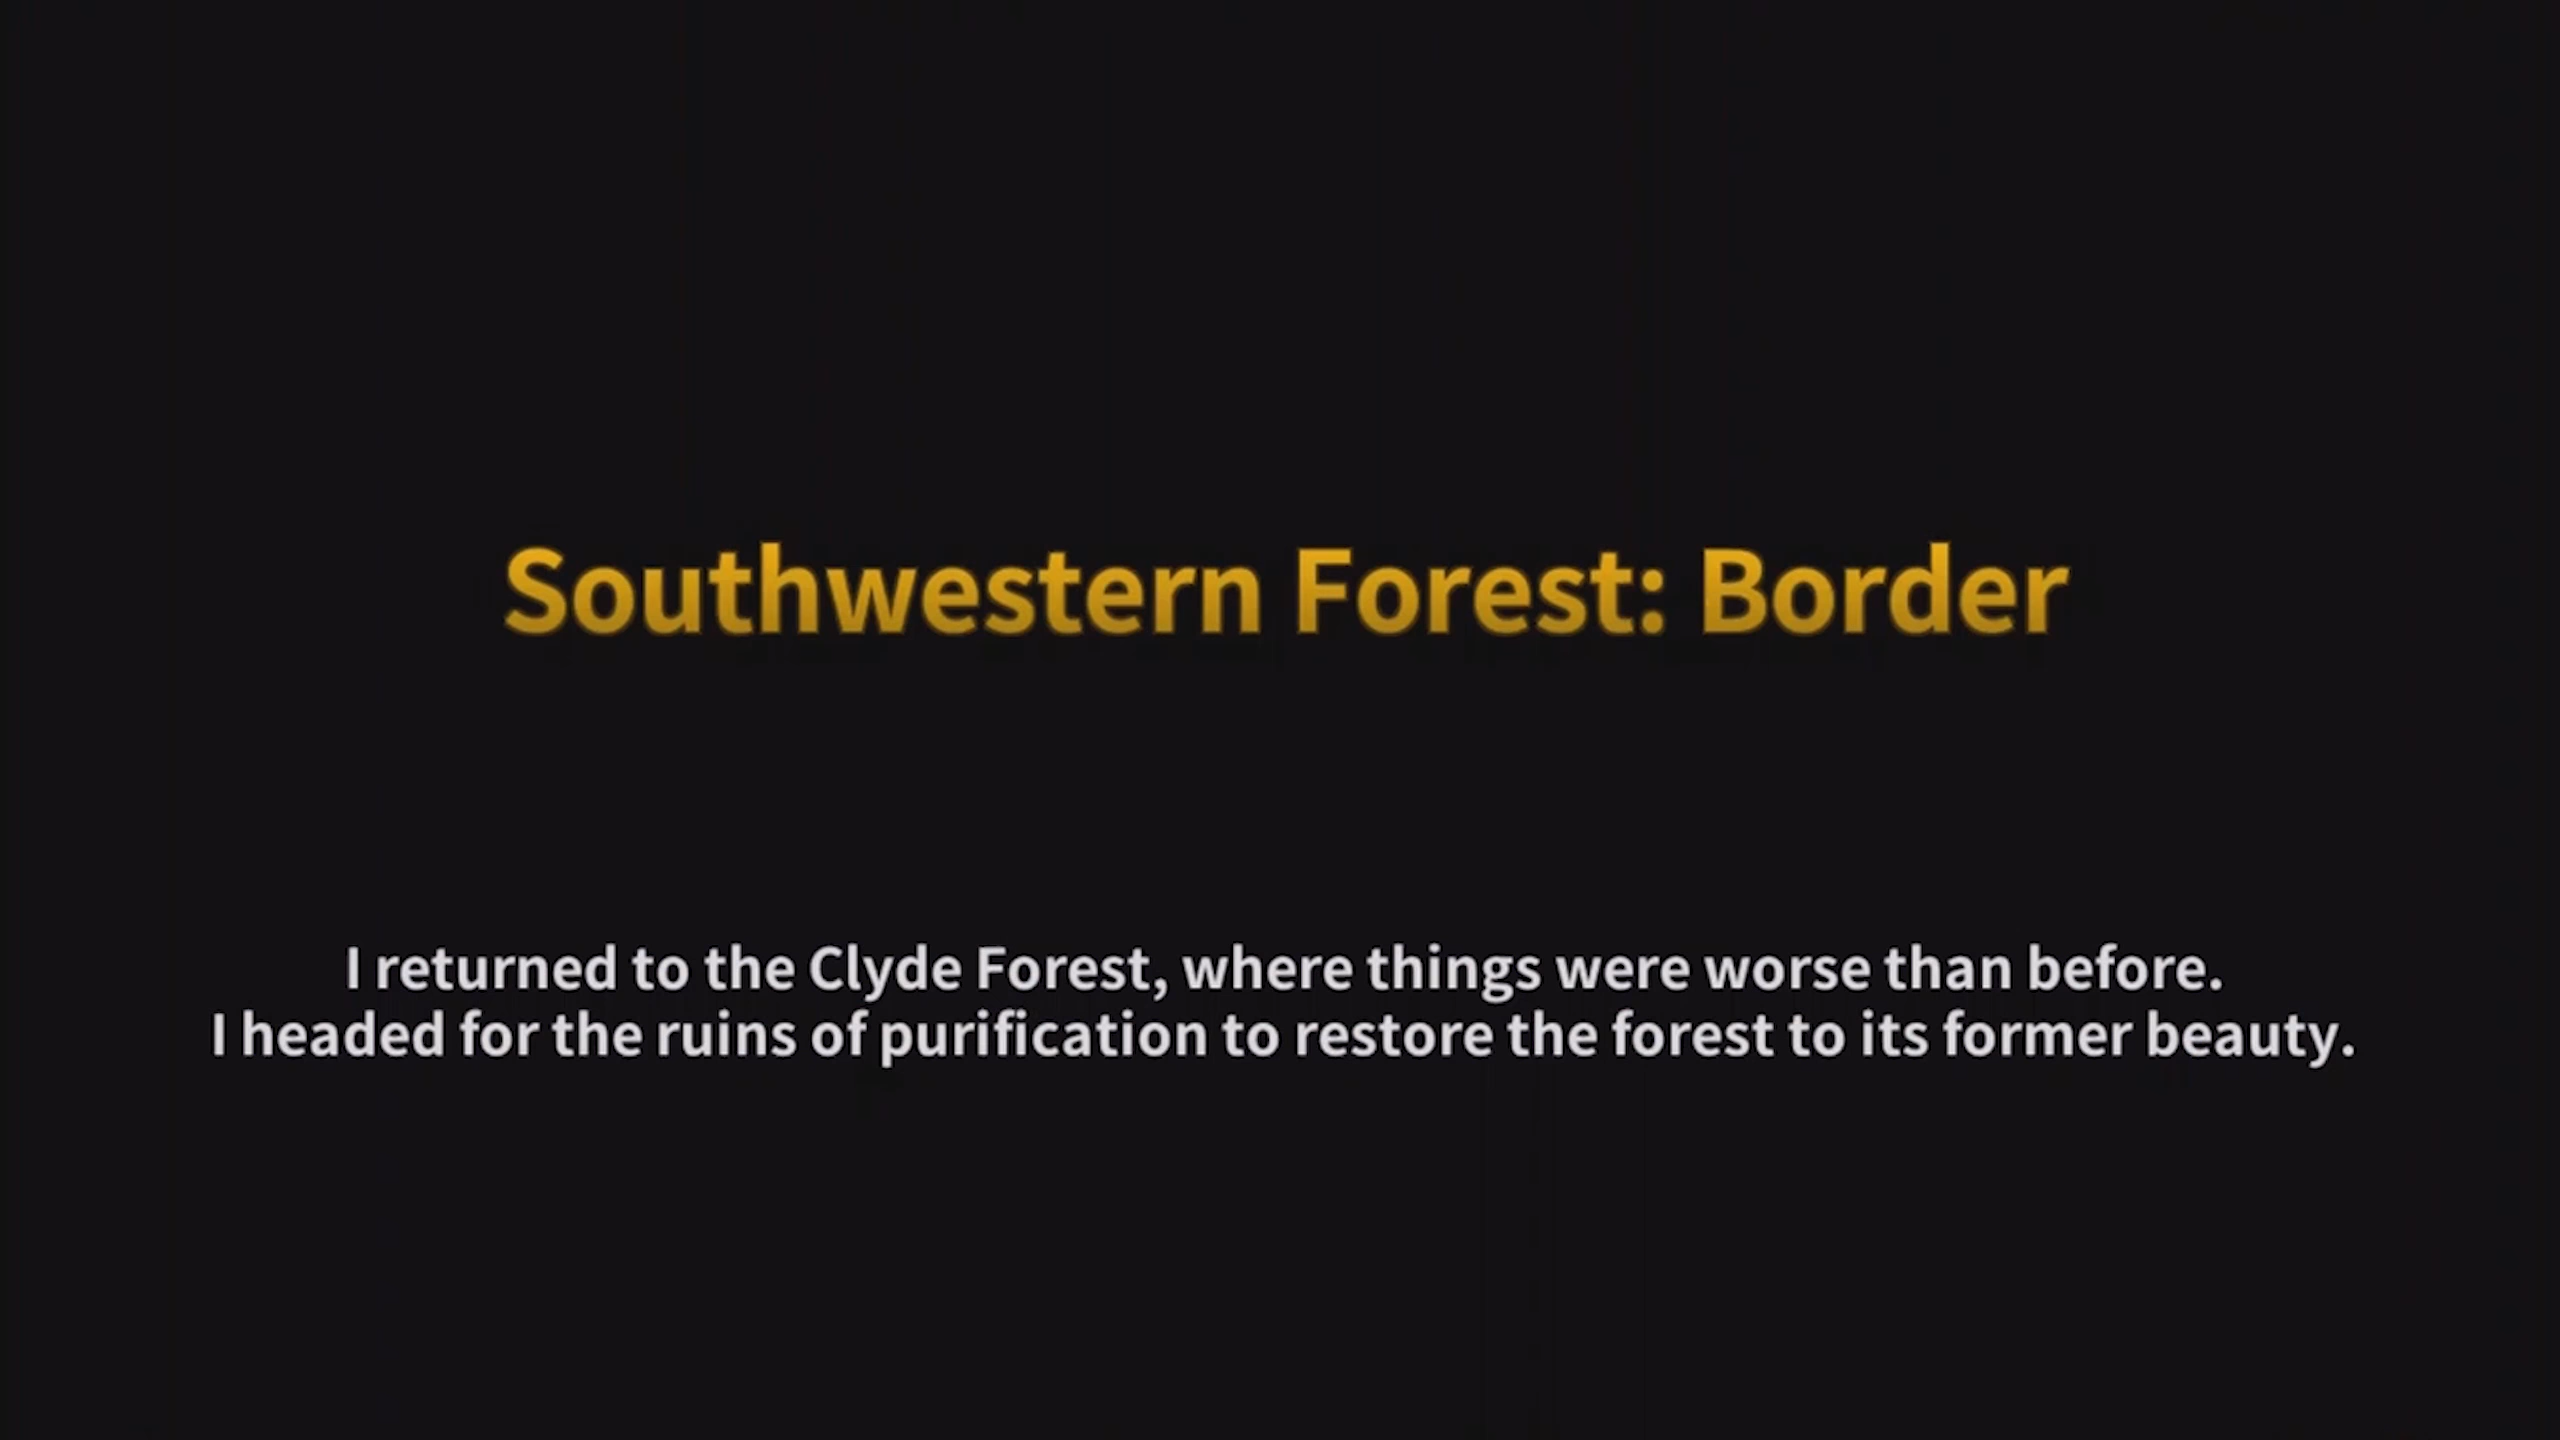 Southwestern Forest: Border
I returned to the Clyde Forest, where things were worse than before.
I headed for the ruins of purification to restore the forest to its former beauty.